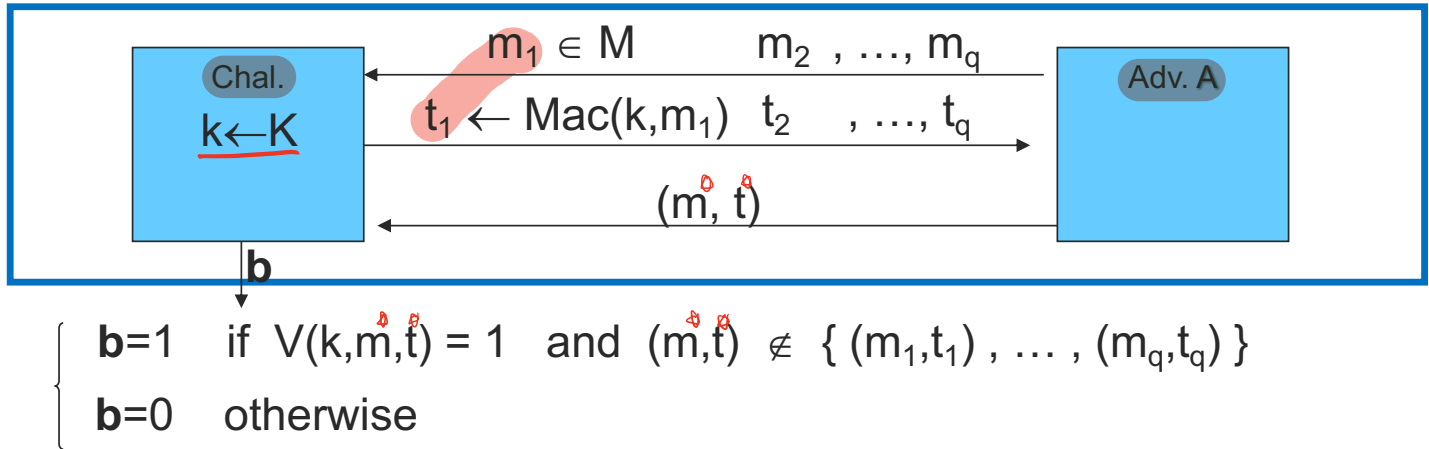 m₁ ∈ M m₂ , …, m_q
Chal.
Adv. A
t₁ ← Mac(k,m₁) t₂ , …, t_q
k←K
(m, t)
b
b=1 if V(k,m,t) = 1 and (m,t) ∉ { (m₁,t₁) , … , (m_q,t_q) }
b=0 otherwise